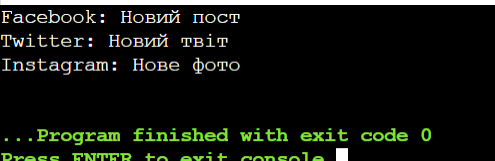 Facebook: Новий пост
Twitter: Новий твіт
Instagram: Нове фото
...Program finished with exit code 0
Press ENTER to exit console.